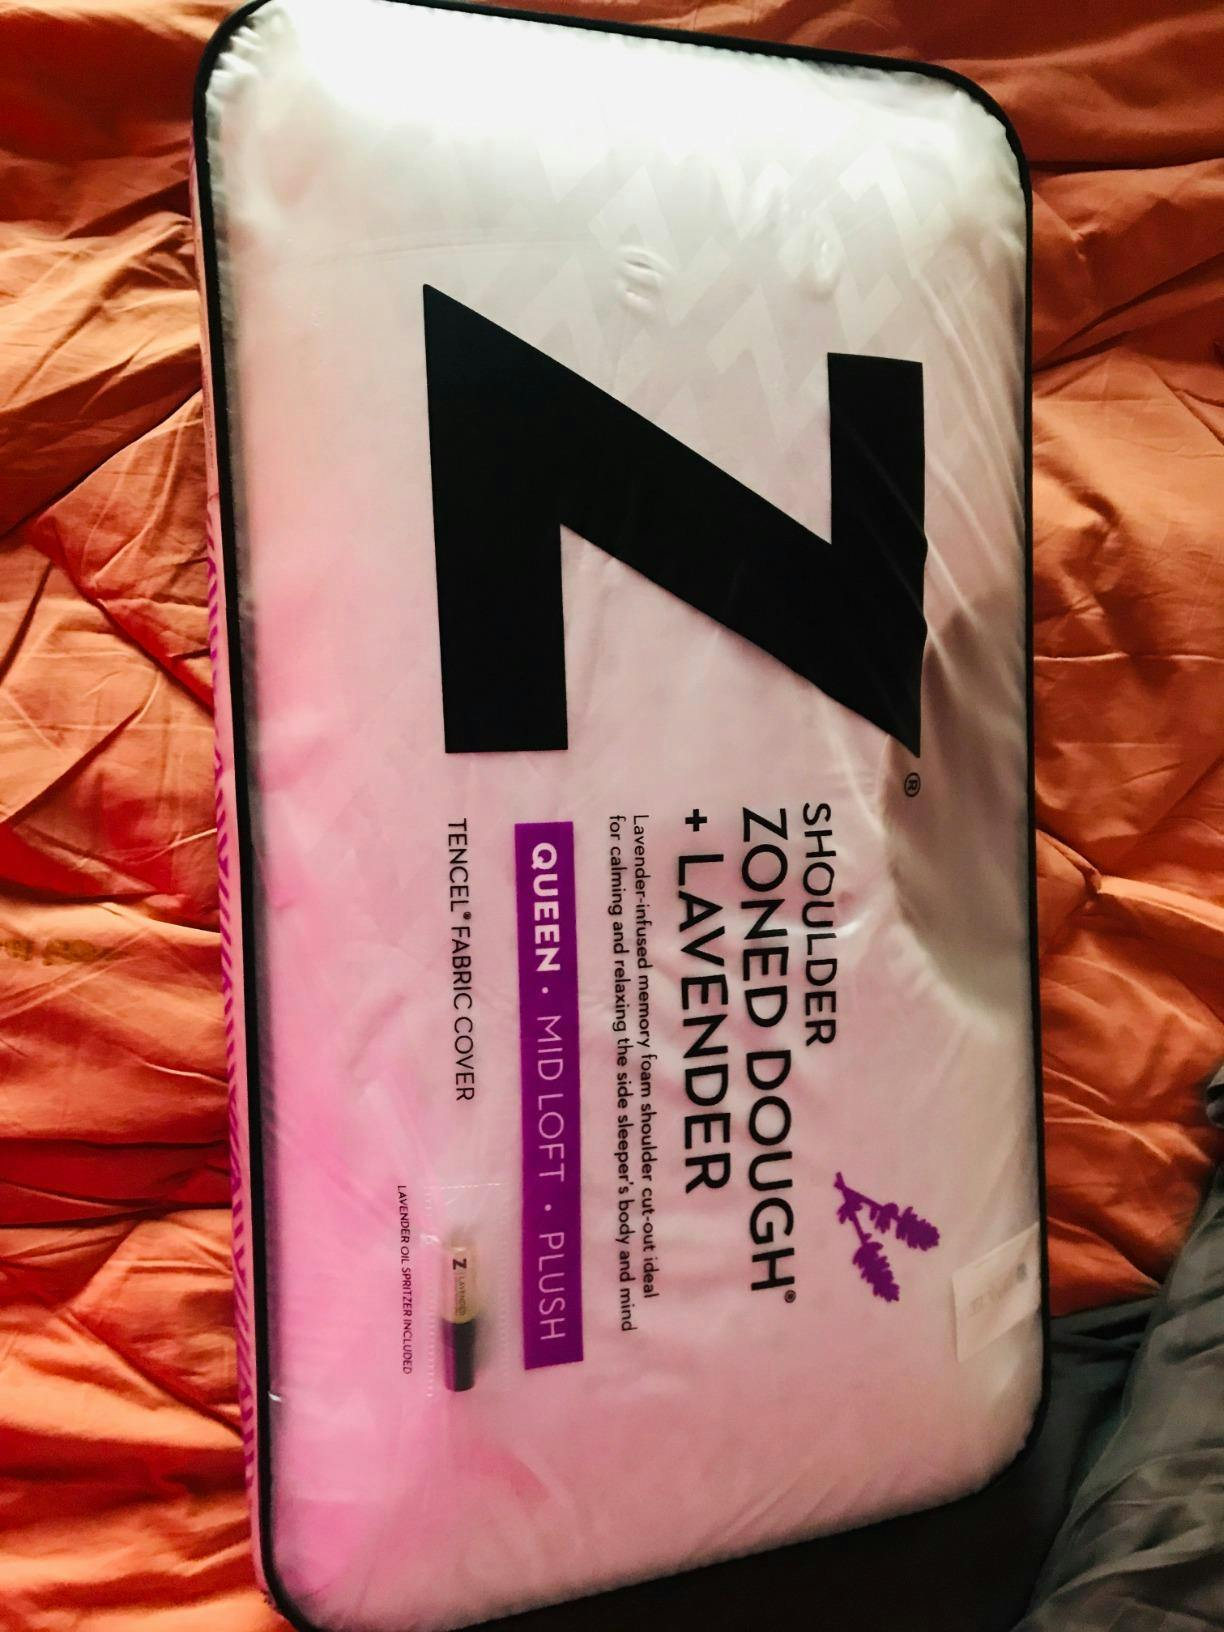 Z®
SHOULDER
ZONED DOUGH®
+ LAVENDER
Lavender-infused memory foam shoulder cut-out ideal
for calming and relaxing the side sleeper's body and mind
QUEEN • MID LOFT • PLUSH
TENCEL® FABRIC COVER
Z LAVENDER
LAVENDER OIL SPRITZER INCLUDED